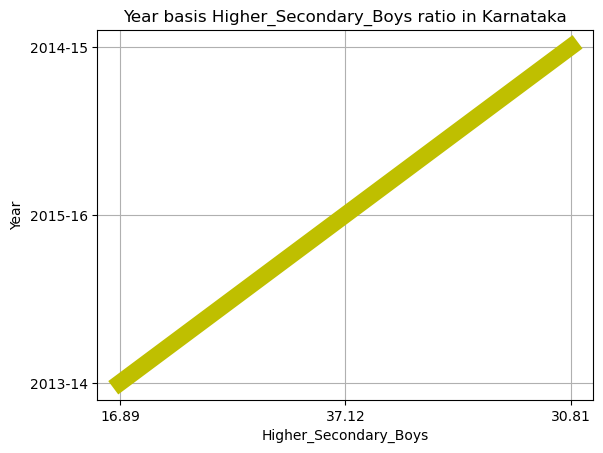 Year basis Higher_Secondary_Boys ratio in Karnataka
2014-15
2015-16
2013-14
Year
16.89 37.12 30.81
Higher_Secondary_Boys